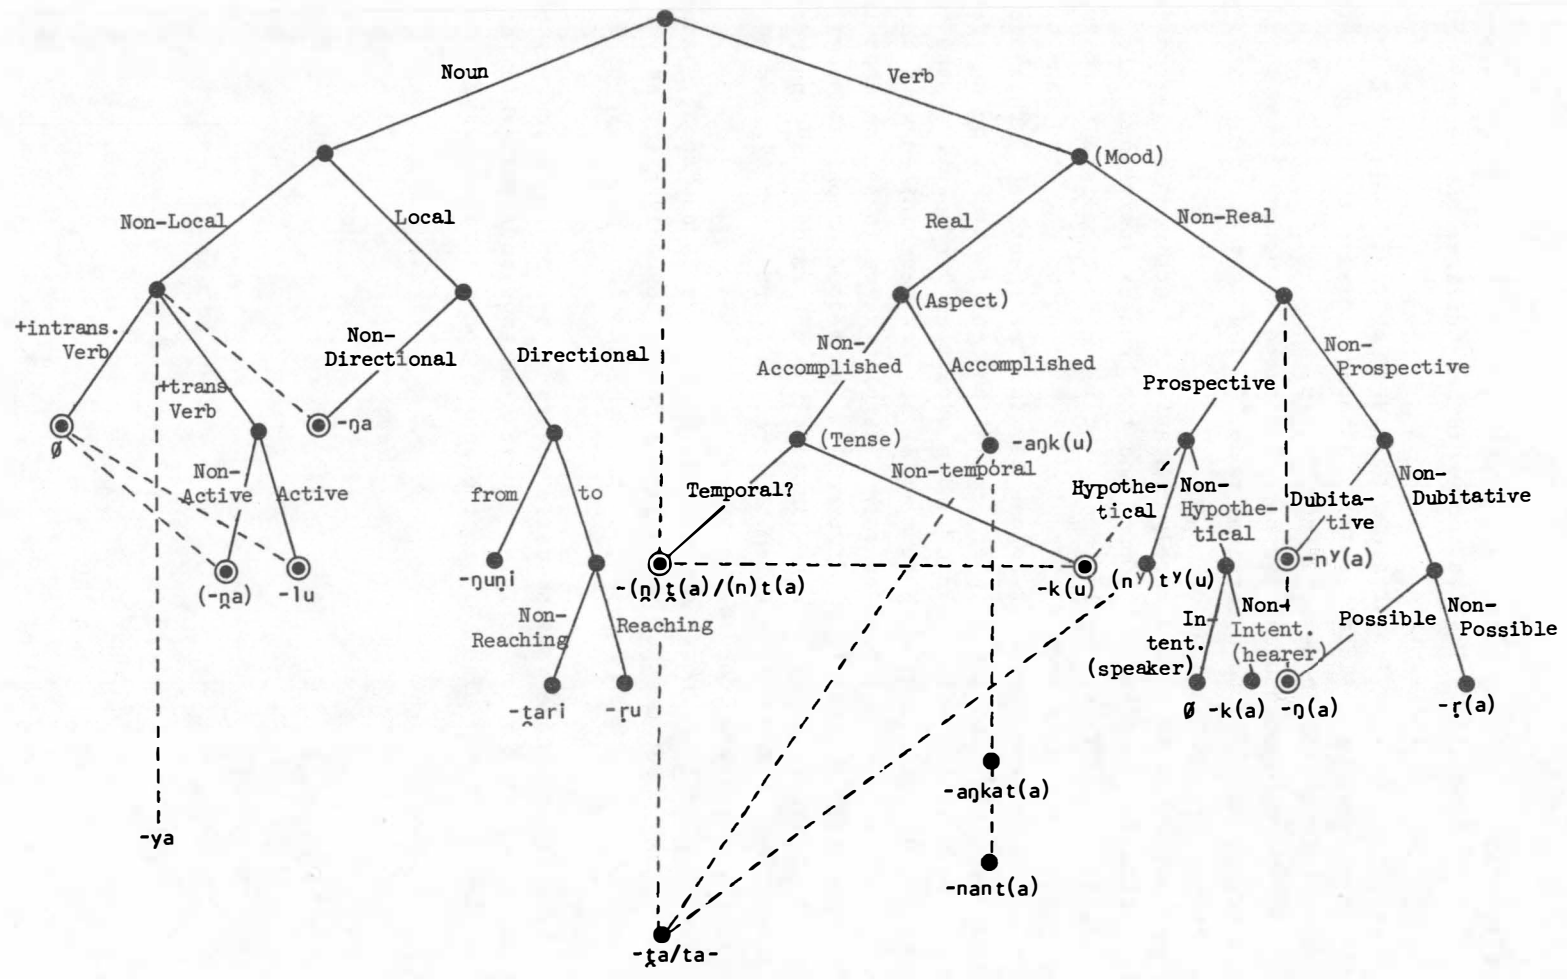 Noun
Verb
(Mood)
Non-Local
Local
Real
Non-Real
(Aspect)
+intrans.
Verb
Non-
Directional
Directional
Non-
Accomplished
Accomplished
Prospective
Non-
Prospective
+trans
Verb
Ø
-ŋa
(Tense)
-aŋk(u)
Non-temporal
Non-
Active
Active
from
to
Temporal?
Hypothe-
tical
Non-
Hypothe-
tical
Dubita-
tive
Non-
Dubitative
(-n̪a)
-lu
-ŋuṇi
-(n̪)t̪(a)/(n)t(a)
-k(u)
(nʸ)tʸ(u)
-nʸ(a)
Non-
Reaching
Reaching
In-
tent.
(speaker)
Non-
Intent.
(hearer)
Possible
Non-
Possible
-t̪ari
-ṛu
Ø
-k(a)
-ŋ(a)
-ṛ(a)
-aŋkat(a)
-ya
-nant(a)
-t̪a/ta-